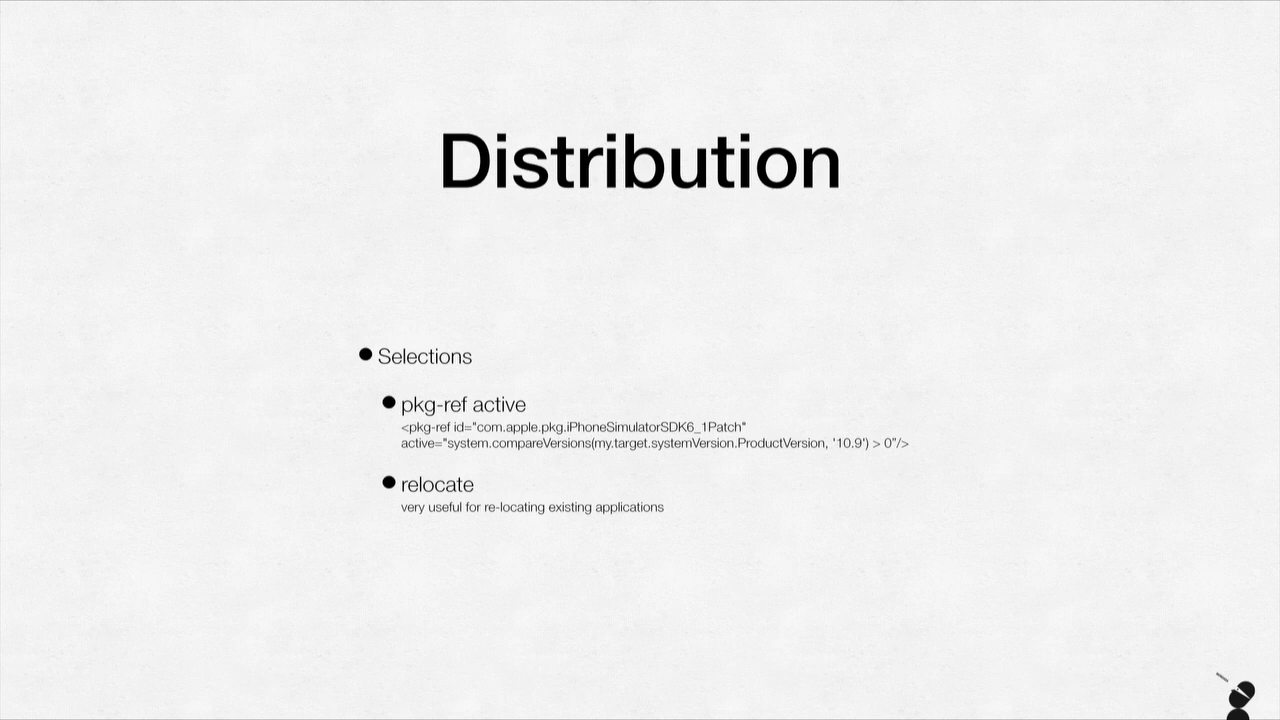 Distribution
Selections
pkg-ref active
<pkg-ref id="com.apple.pkg.iPhoneSimulatorSDK6_1Patch"
active="system.compareVersions(my.target.systemVersion.ProductVersion, '10.9') > 0"/>
relocate
very useful for re-locating existing applications